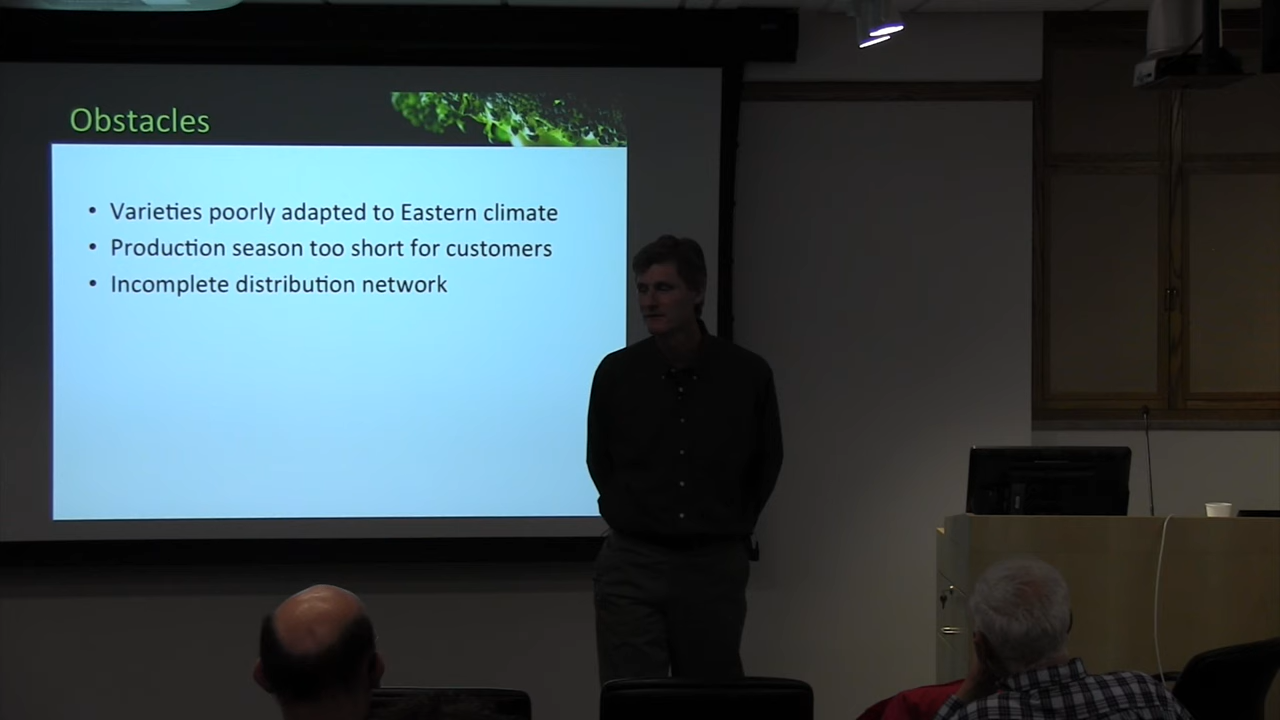 Obstacles
• Varieties poorly adapted to Eastern climate
• Production season too short for customers
• Incomplete distribution network